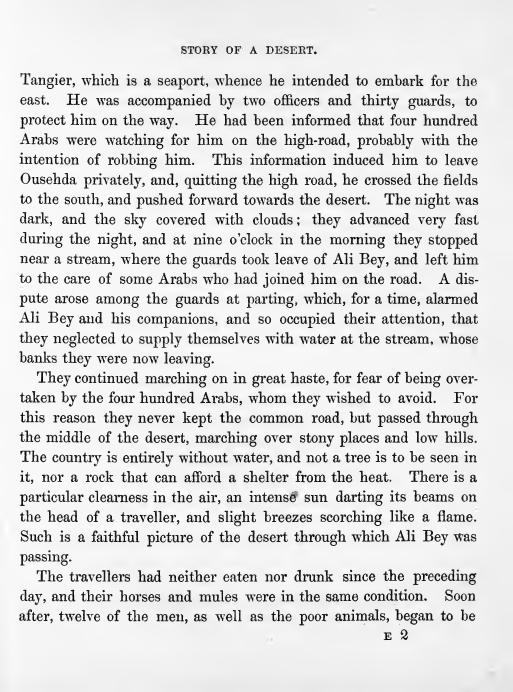 STORY OF A DESERT.
Tangier, which is a seaport, whence he intended to embark for the
east. He was accompanied by two officers and thirty guards, to
protect him on the way. He had been informed that four hundred
Arabs were watching for him on the high-road, probably with the
intention of robbing him. This information induced him to leave
Ousehda privately, and, quitting the high road, he crossed the fields
to the south, and pushed forward towards the desert. The night was
dark, and the sky covered with clouds; they advanced very fast
during the night, and at nine o'clock in the morning they stopped
near a stream, where the guards took leave of Ali Bey, and left him
to the care of some Arabs who had joined him on the road. A dis-
pute arose among the guards at parting, which, for a time, alarmed
Ali Bey and his companions, and so occupied their attention, that
they neglected to supply themselves with water at the stream, whose
banks they were now leaving.
They continued marching on in great haste, for fear of being over-
taken by the four hundred Arabs, whom they wished to avoid. For
this reason they never kept the common road, but passed through
the middle of the desert, marching over stony places and low hills.
The country is entirely without water, and not a tree is to be seen in
it, nor a rock that can afford a shelter from the heat. There is a
particular clearness in the air, an intense sun darting its beams on
the head of a traveller, and slight breezes scorching like a flame.
Such is a faithful picture of the desert through which Ali Bey was
passing.
The travellers had neither eaten nor drunk since the preceding
day, and their horses and mules were in the same condition. Soon
after, twelve of the men, as well as the poor animals, began to be
E 2